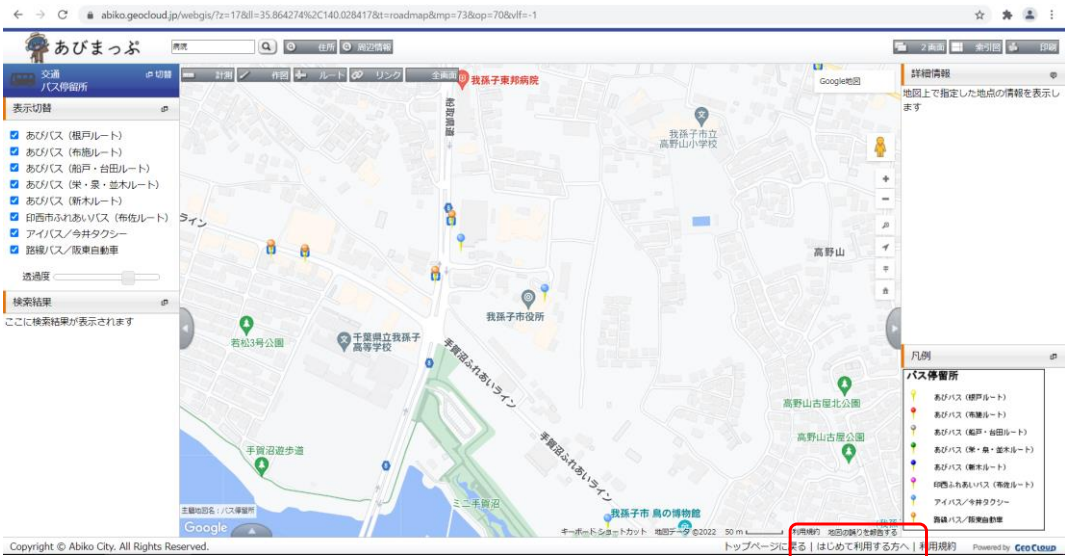 abiko.geocloud.jp/webgis/?z=17&ll=35.864274%2C140.028417&t=roadmap&mp=73&op=70&vlf=-1
あびまっぷ
病院
住所
周辺情報
2画面
索引図
印刷
交通
バス停留所
切替
計測
作図
ルート
リンク
全画面
表示切替
あびバス（根戸ルート）
あびバス（布施ルート）
あびバス（船戸・台田ルート）
あびバス（栄・泉・並木ルート）
あびバス（新木ルート）
印西市ふれあいバス（布佐ルート）
アイバス／今井タクシー
路線バス／阪東自動車
透過度
検索結果
ここに検索結果が表示されます
我孫子東邦病院
Google地図
船取県道
我孫子市立
高野山小学校
ライン
高野山
我孫子市役所
若松3号公園
千葉県立我孫子
高等学校
手賀沼ふれあいライン
高野山古屋北公園
高野山古屋公園
手賀沼遊歩道
手賀沼ふれあいライン
ミニ手賀沼
我孫子市 鳥の博物館
主題地図名：バス停留所
Google
キーボード ショートカット
地図データ ©2022
50 m
利用規約
地図の誤りを報告する
詳細情報
地図上で指定した地点の情報を表示し
ます
凡例
バス停留所
あびバス（根戸ルート）
あびバス（布施ルート）
あびバス（船戸・台田ルート）
あびバス（栄・泉・並木ルート）
あびバス（新木ルート）
印西ふれあいバス（布佐ルート）
アイバス／今井タクシー
路線バス／阪東自動車
Copyright © Abiko City. All Rights Reserved.
トップページに戻る | はじめて利用する方へ | 利用規約
Powered by GeoCloud